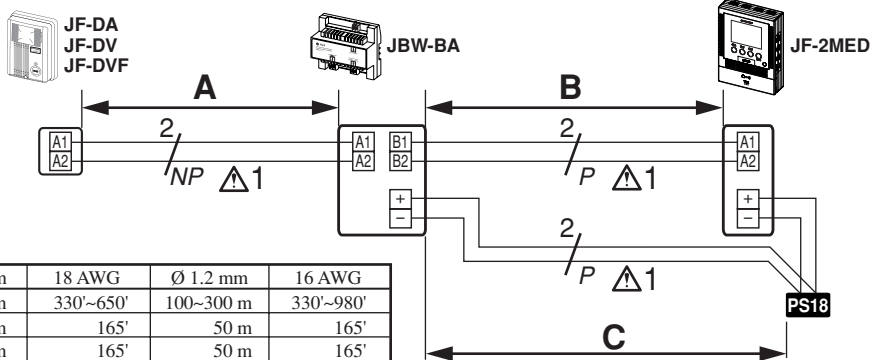 JF-DA
JF-DV
JF-DVF
JBW-BA
JF-2MED
A
B
2
2
A1
A2
A1
A2
B1
B2
A1
A2
NP ⚠1
P ⚠1
+
−
+
−
2
P ⚠1
PS18
C
m 18 AWG Ø 1.2 mm 16 AWG
m 330'~650' 100~300 m 330'~980'
m 165' 50 m 165'
m 165' 50 m 165'